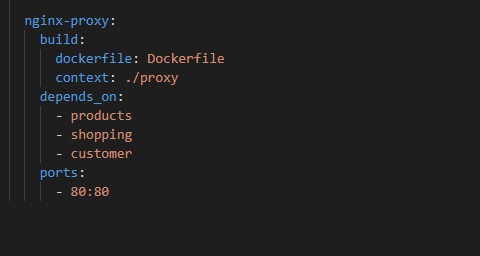 nginx-proxy:
build:
dockerfile: Dockerfile
context: ./proxy
depends_on:
- products
- shopping
- customer
ports:
- 80:80